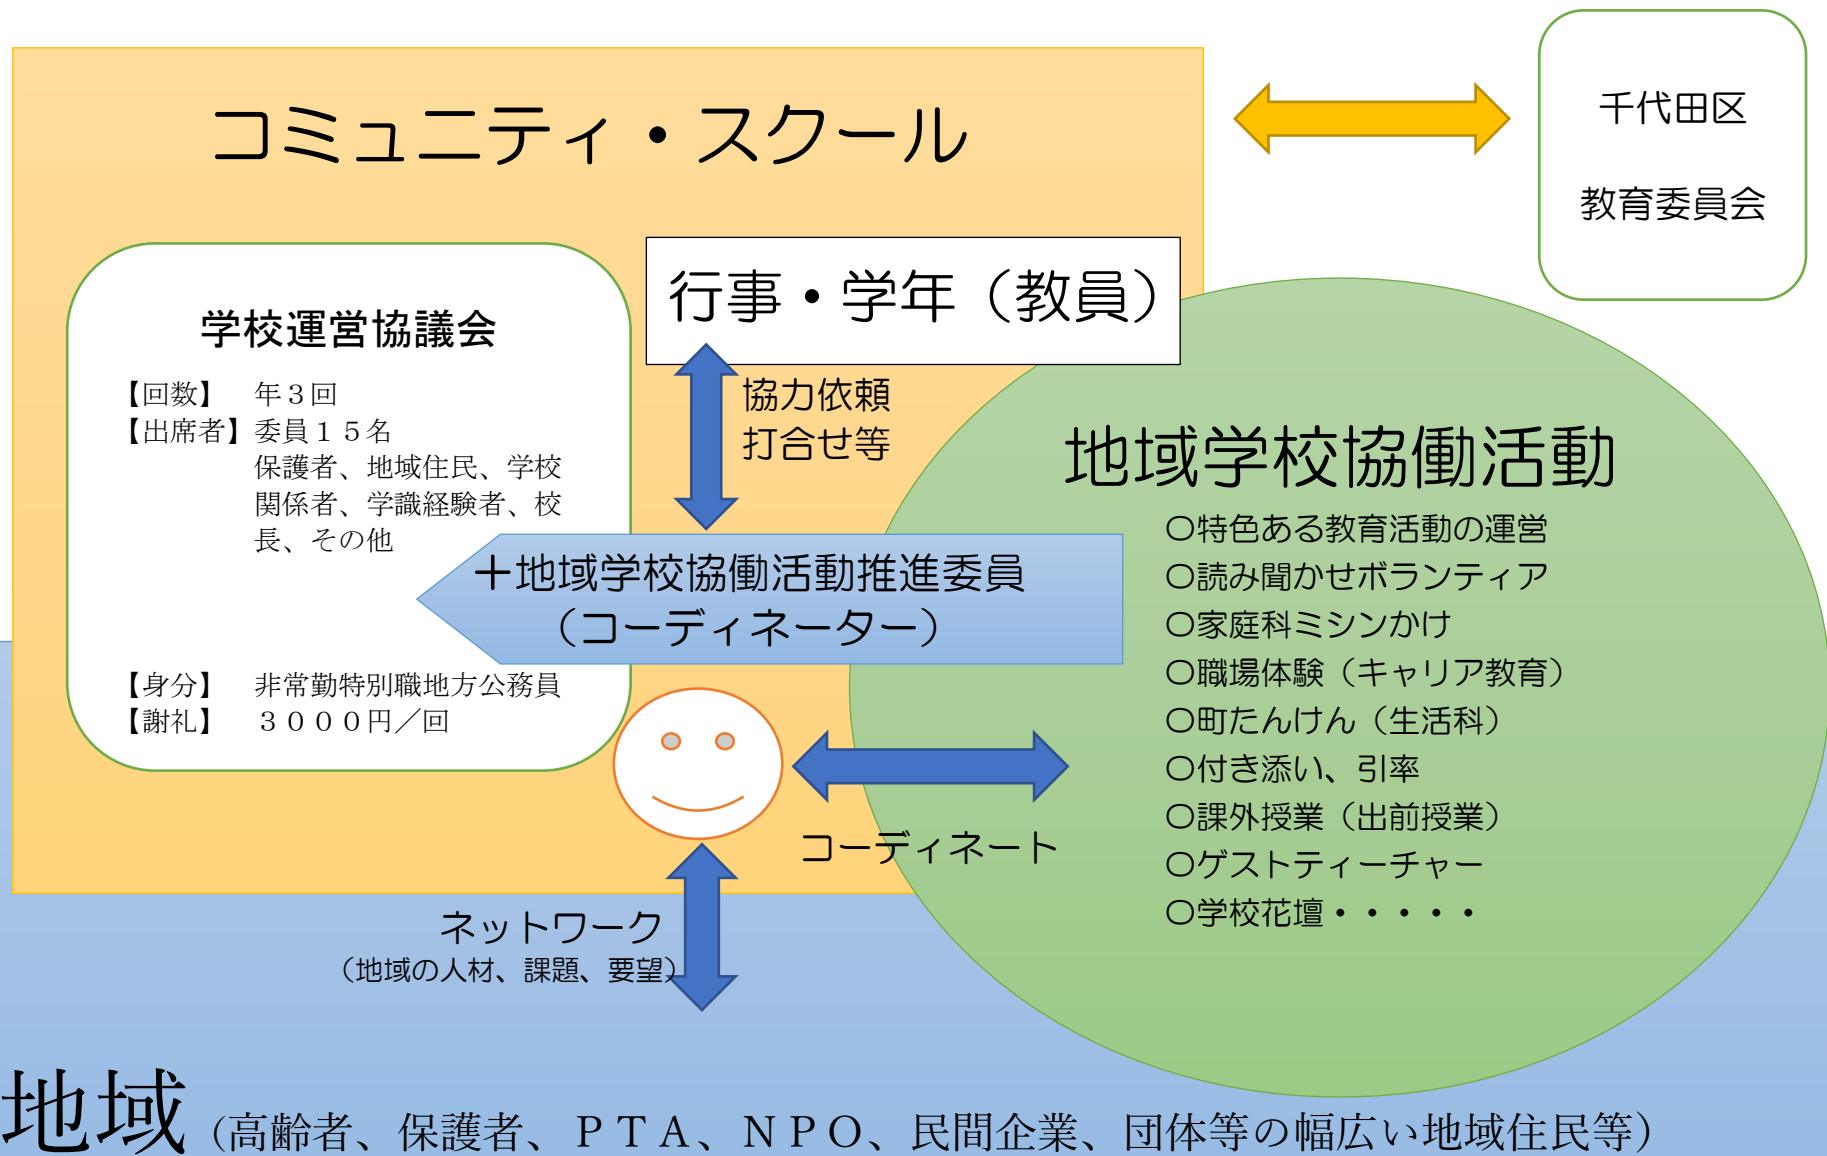 コミュニティ・スクール
千代田区
教育委員会
学校運営協議会
【回数】　年３回
【出席者】委員１５名
保護者、地域住民、学校
関係者、学識経験者、校
長、その他
【身分】　非常勤特別職地方公務員
【謝礼】　３０００円／回
行事・学年（教員）
協力依頼
打合せ等
＋地域学校協働活動推進委員
（コーディネーター）
地域学校協働活動
〇特色ある教育活動の運営
〇読み聞かせボランティア
〇家庭科ミシンかけ
〇職場体験（キャリア教育）
〇町たんけん（生活科）
〇付き添い、引率
〇課外授業（出前授業）
〇ゲストティーチャー
〇学校花壇・・・・・
コーディネート
ネットワーク
（地域の人材、課題、要望）
地域（高齢者、保護者、ＰＴＡ、ＮＰＯ、民間企業、団体等の幅広い地域住民等）